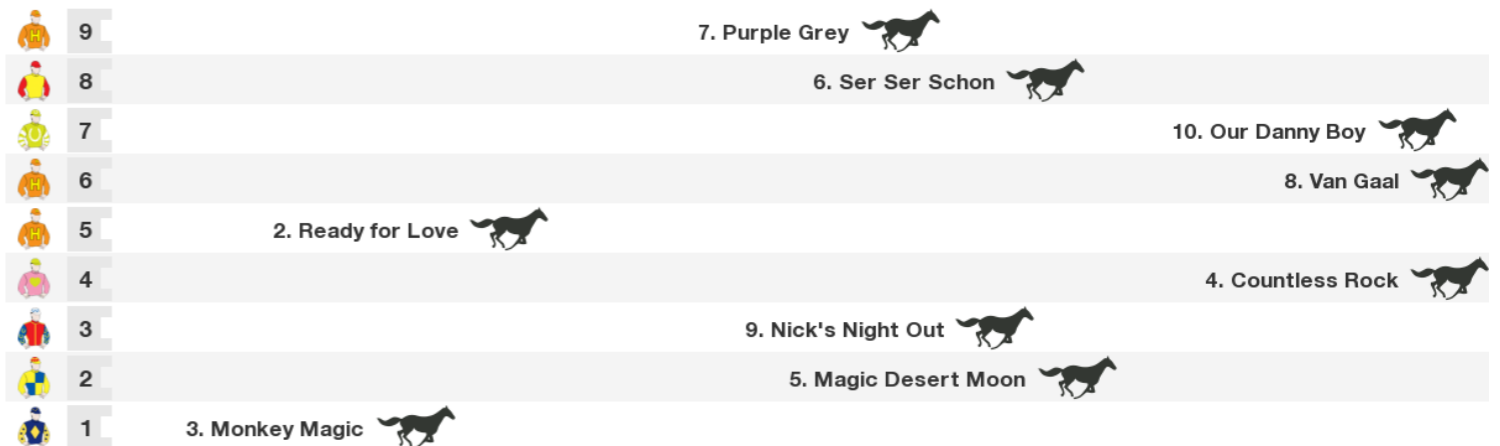 9 7. Purple Grey
8 6. Ser Ser Schon
7 10. Our Danny Boy
6 8. Van Gaal
5 2. Ready for Love
4 4. Countless Rock
3 9. Nick's Night Out
2 5. Magic Desert Moon
1 3. Monkey Magic